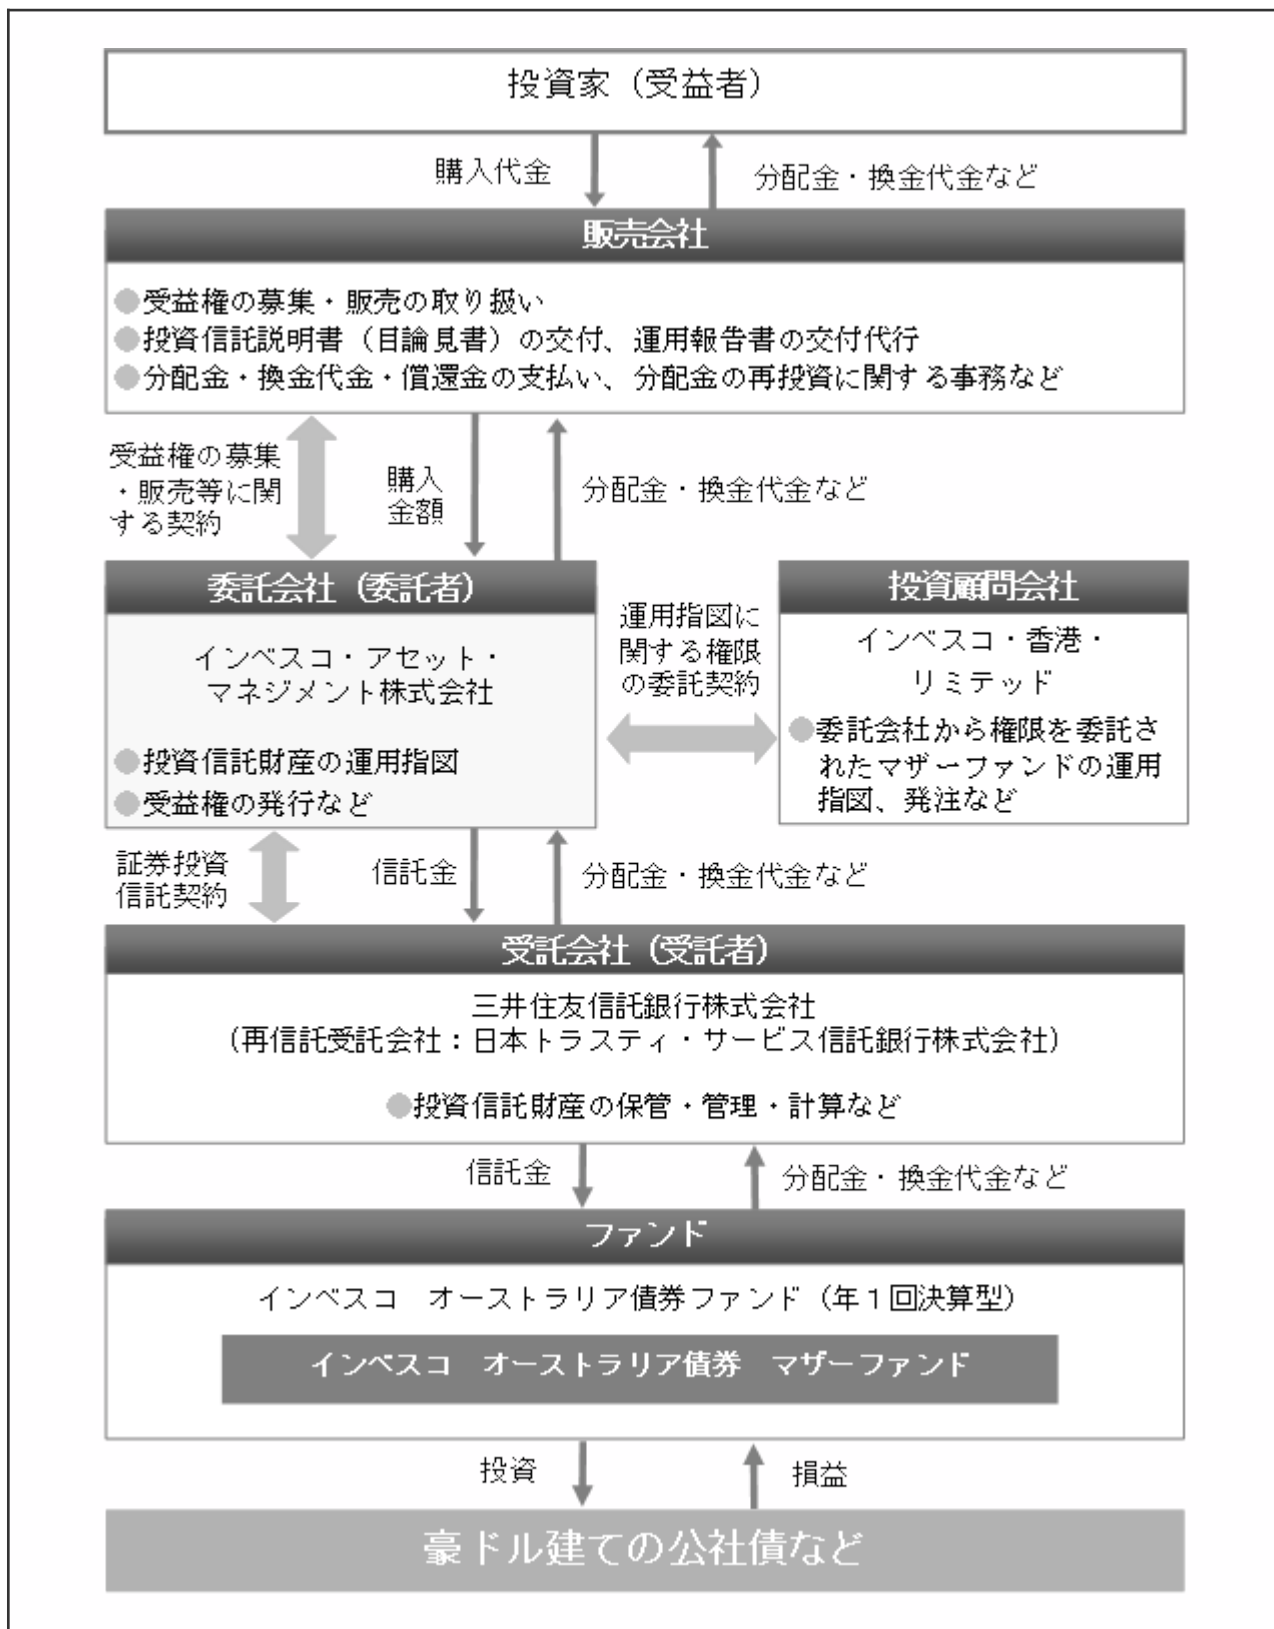 投資家（受益者）
購入代金
分配金・換金代金など
販売会社
●受益権の募集・販売の取り扱い
●投資信託説明書（目論見書）の交付、運用報告書の交付代行
●分配金・換金代金・償還金の支払い、分配金の再投資に関する事務など
受益権の募集
・販売等に関
する契約
購入
金額
分配金・換金代金など
委託会社（委託者）
インベスコ・アセット・
マネジメント株式会社
●投資信託財産の運用指図
●受益権の発行など
運用指図に
関する権限
の委託契約
投資顧問会社
インベスコ・香港・
リミテッド
●委託会社から権限を委託さ
れたマザーファンドの運用
指図、発注など
証券投資
信託契約
信託金
分配金・換金代金など
受託会社（受託者）
三井住友信託銀行株式会社
（再信託受託会社：日本トラスティ・サービス信託銀行株式会社）
●投資信託財産の保管・管理・計算など
信託金
分配金・換金代金など
ファンド
インベスコ　オーストラリア債券ファンド（年１回決算型）
インベスコ　オーストラリア債券　マザーファンド
投資
損益
豪ドル建ての公社債など